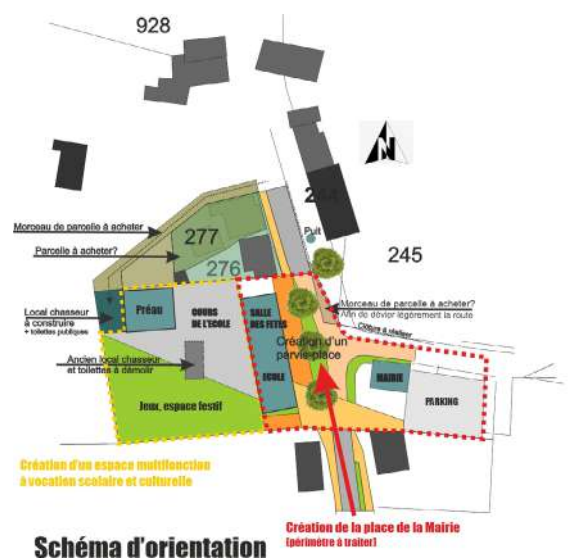 928
N
244
Morceau de parcelle à acheter
Puit
277
245
Parcelle à acheter?
276
Morceau de parcelle à acheter?
Afin de dévier légèrement la route
Local chasseur
à construire
+ toilettes publiques
Préau
COURS
DE L'ECOLE
SALLE
DES FETES
Clôture à réaliser
Création d'un
parvis-place
Ancien local chasseur
et toilettes à démolir
ECOLE
MAIRIE
PARKING
Jeux, espace festif
Création d'un espace multifonction
à vocation scolaire et culturelle
Création de la place de la Mairie
(périmètre à traiter)
Schéma d'orientation